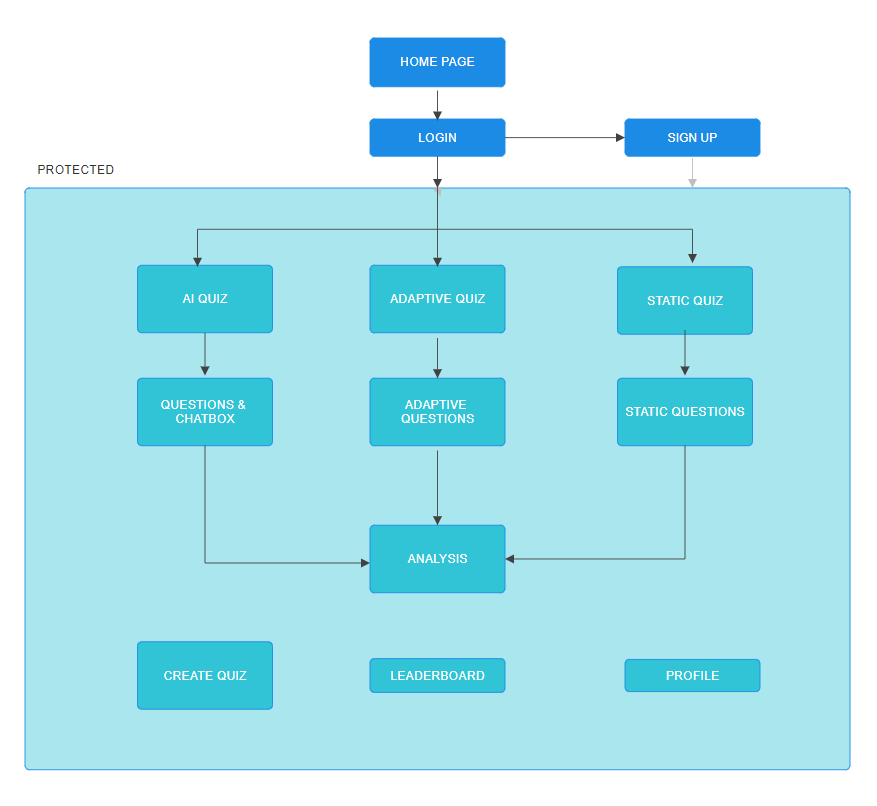 HOME PAGE
LOGIN
SIGN UP
PROTECTED
AI QUIZ
ADAPTIVE QUIZ
STATIC QUIZ
QUESTIONS &
CHATBOX
ADAPTIVE
QUESTIONS
STATIC QUESTIONS
ANALYSIS
CREATE QUIZ
LEADERBOARD
PROFILE